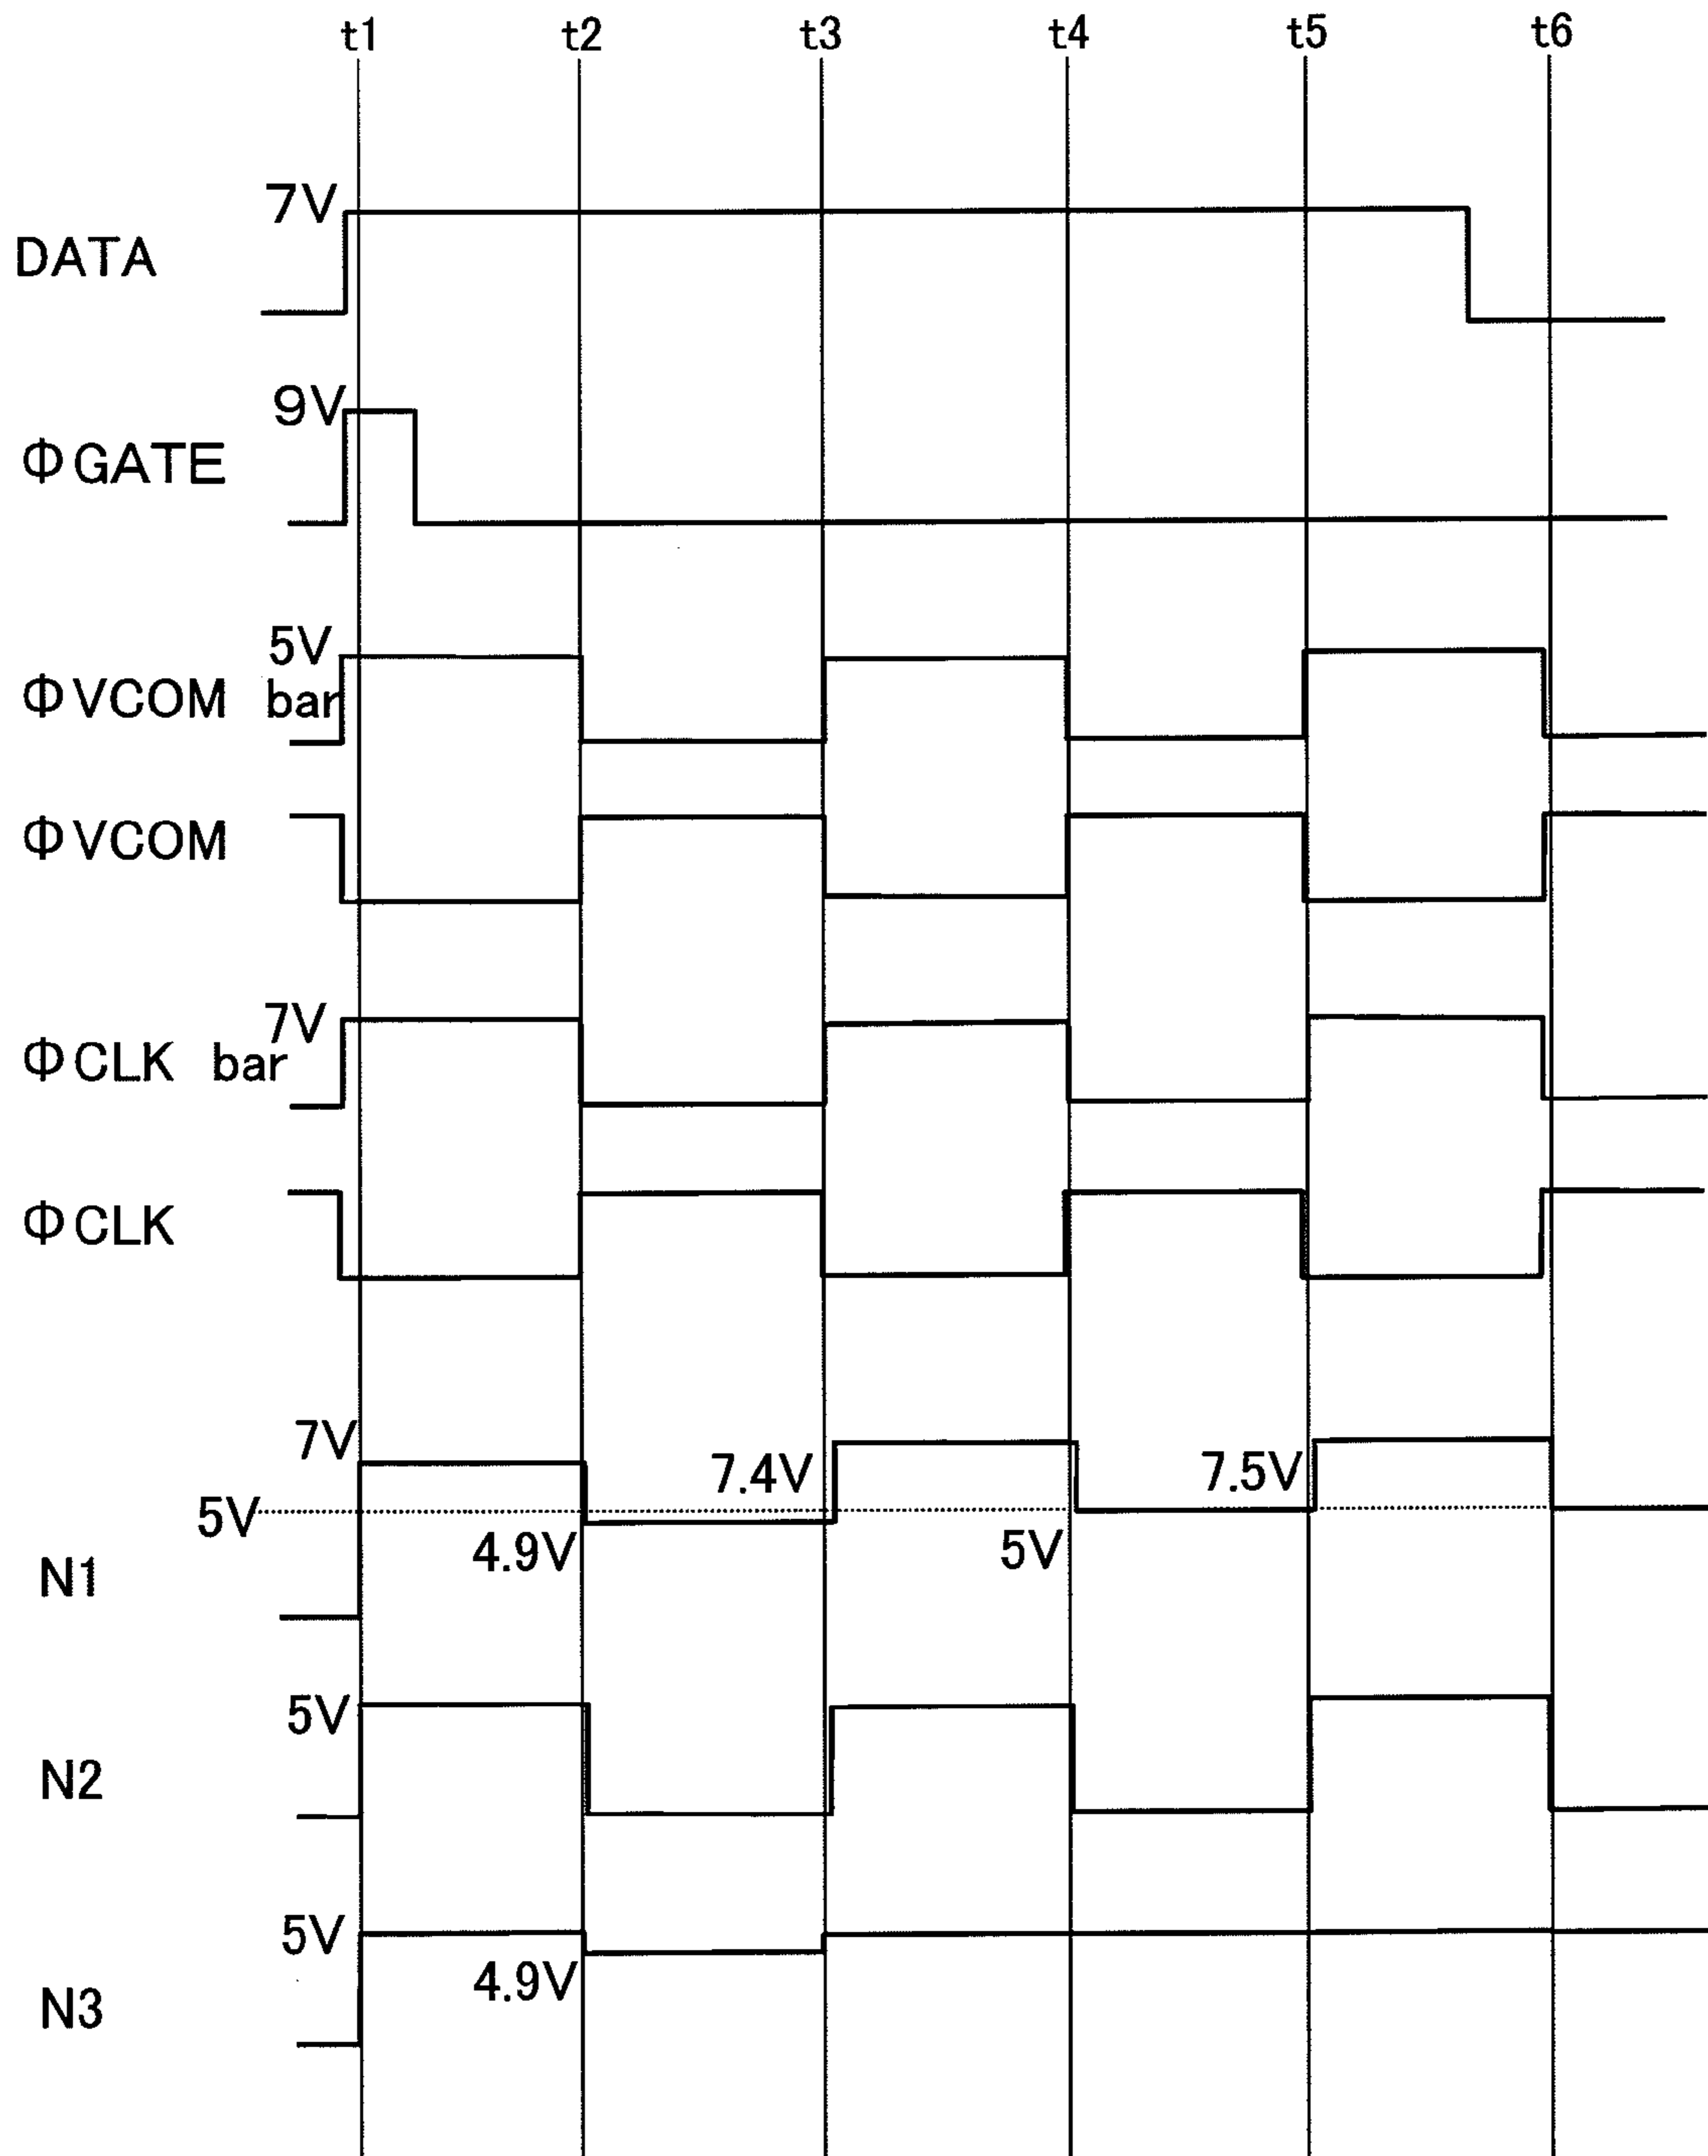 t1 t2 t3 t4 t5 t6
7V
DATA
9V
ΦGATE
5V
ΦVCOM bar
ΦVCOM
7V
ΦCLK bar
ΦCLK
7V
7.4V 7.5V
5V
4.9V 5V
N1
5V
N2
5V
4.9V
N3